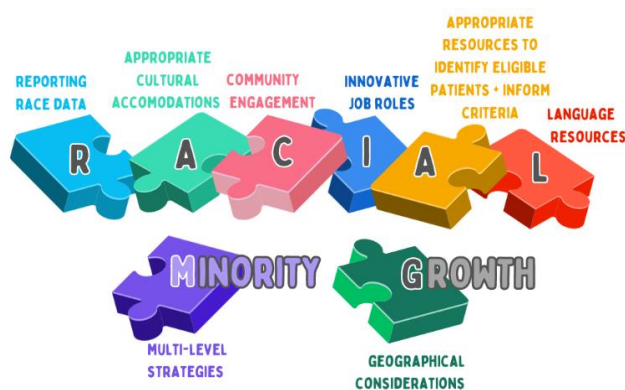 REPORTING
RACE DATA
APPROPRIATE
CULTURAL
ACCOMODATIONS
COMMUNITY
ENGAGEMENT
INNOVATIVE
JOB ROLES
APPROPRIATE
RESOURCES TO
IDENTIFY ELIGIBLE
PATIENTS + INFORM
CRITERIA
LANGUAGE
RESOURCES
R A C I A L
MINORITY
GROWTH
MULTI-LEVEL
STRATEGIES
GEOGRAPHICAL
CONSIDERATIONS